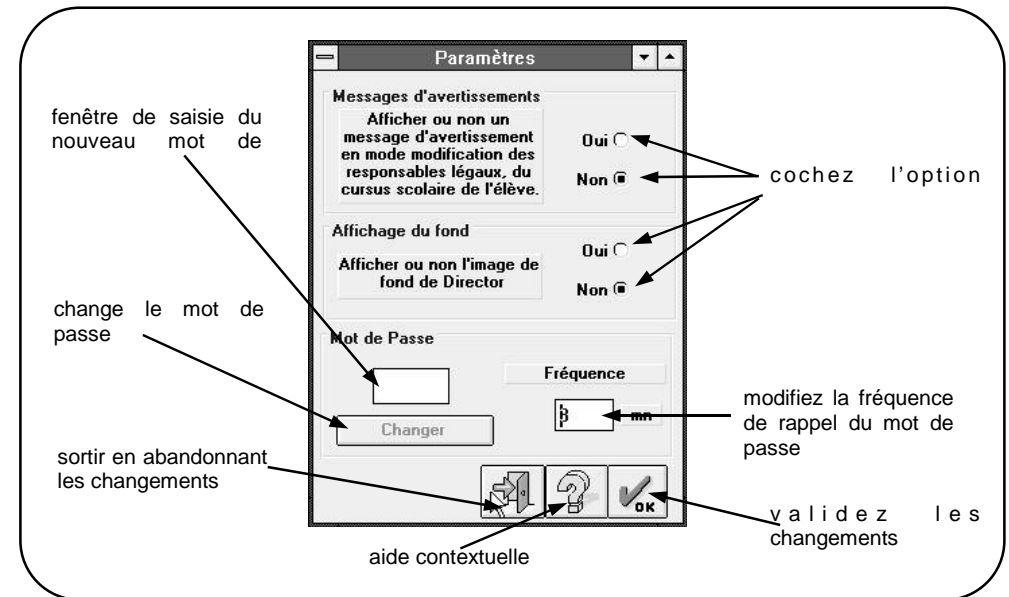 Paramètres
Messages d'avertissements
Afficher ou non un
message d'avertissement
en mode modification des
responsables légaux, du
cursus scolaire de l'élève.
Oui
Non
Affichage du fond
Afficher ou non l'image de
fond de Director
Oui
Non
Mot de Passe
Fréquence
mn
Changer
OK
fenêtre de saisie du
nouveau mot de
change le mot de
passe
sortir en abandonnant
les changements
aide contextuelle
cochez l'option
modifiez la fréquence
de rappel du mot de
passe
validez les
changements